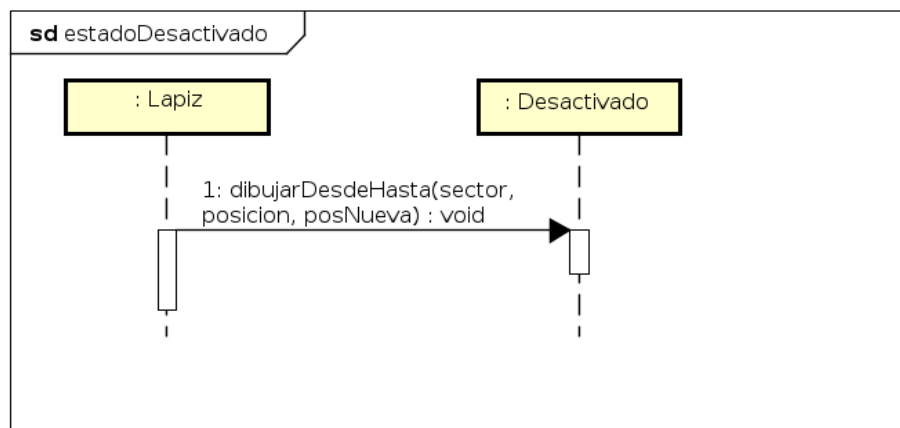 sd estadoDesactivado
: Lapiz
: Desactivado
1: dibujarDesdeHasta(sector,
posicion, posNueva) : void